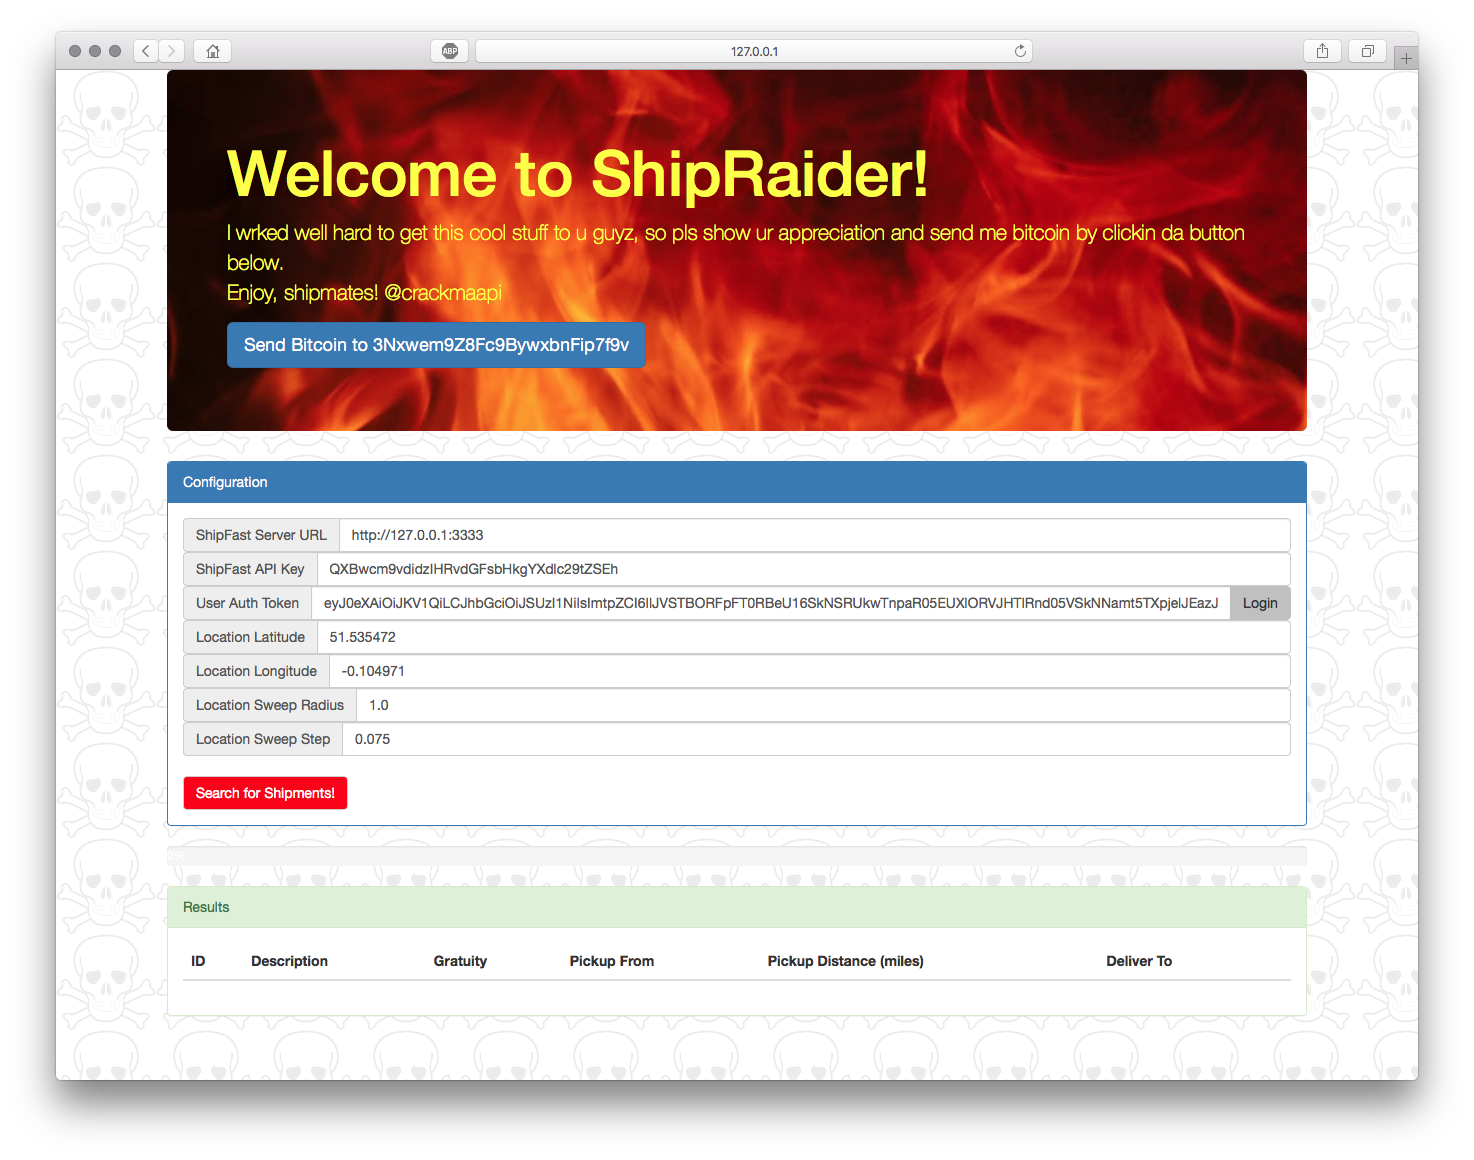 ABP
127.0.0.1
Welcome to ShipRaider!
I wrked well hard to get this cool stuff to u guyz, so pls show ur appreciation and send me bitcoin by clickin da button
below.
Enjoy, shipmates! @crackmaapi
Send Bitcoin to 3Nxwem9Z8Fc9BywxbnFip7f9v
Configuration
ShipFast Server URL http://127.0.0.1:3333
ShipFast API Key QXBwcm9vdidzIHRvdGFsbHkgYXdlc29tZSEh
User Auth Token Login
Location Latitude 51.535472
Location Longitude -0.104971
Location Sweep Radius 1.0
Location Sweep Step 0.075
Search for Shipments!
0%
Results
ID Description Gratuity Pickup From Pickup Distance (miles) Deliver To